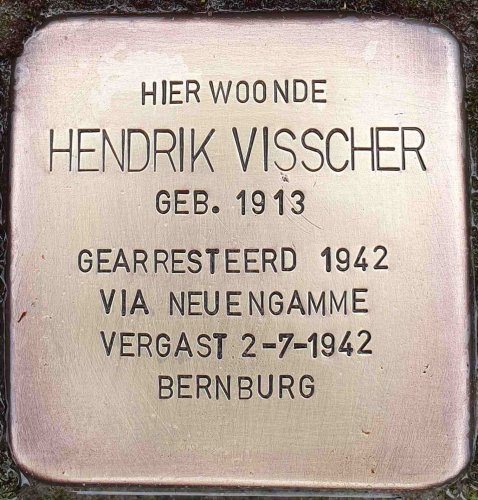 HIER WOONDE
HENDRIK VISSCHER
GEB. 1913
GEARRESTEERD 1942
VIA NEUENGAMME
VERGAST 2-7-1942
BERNBURG